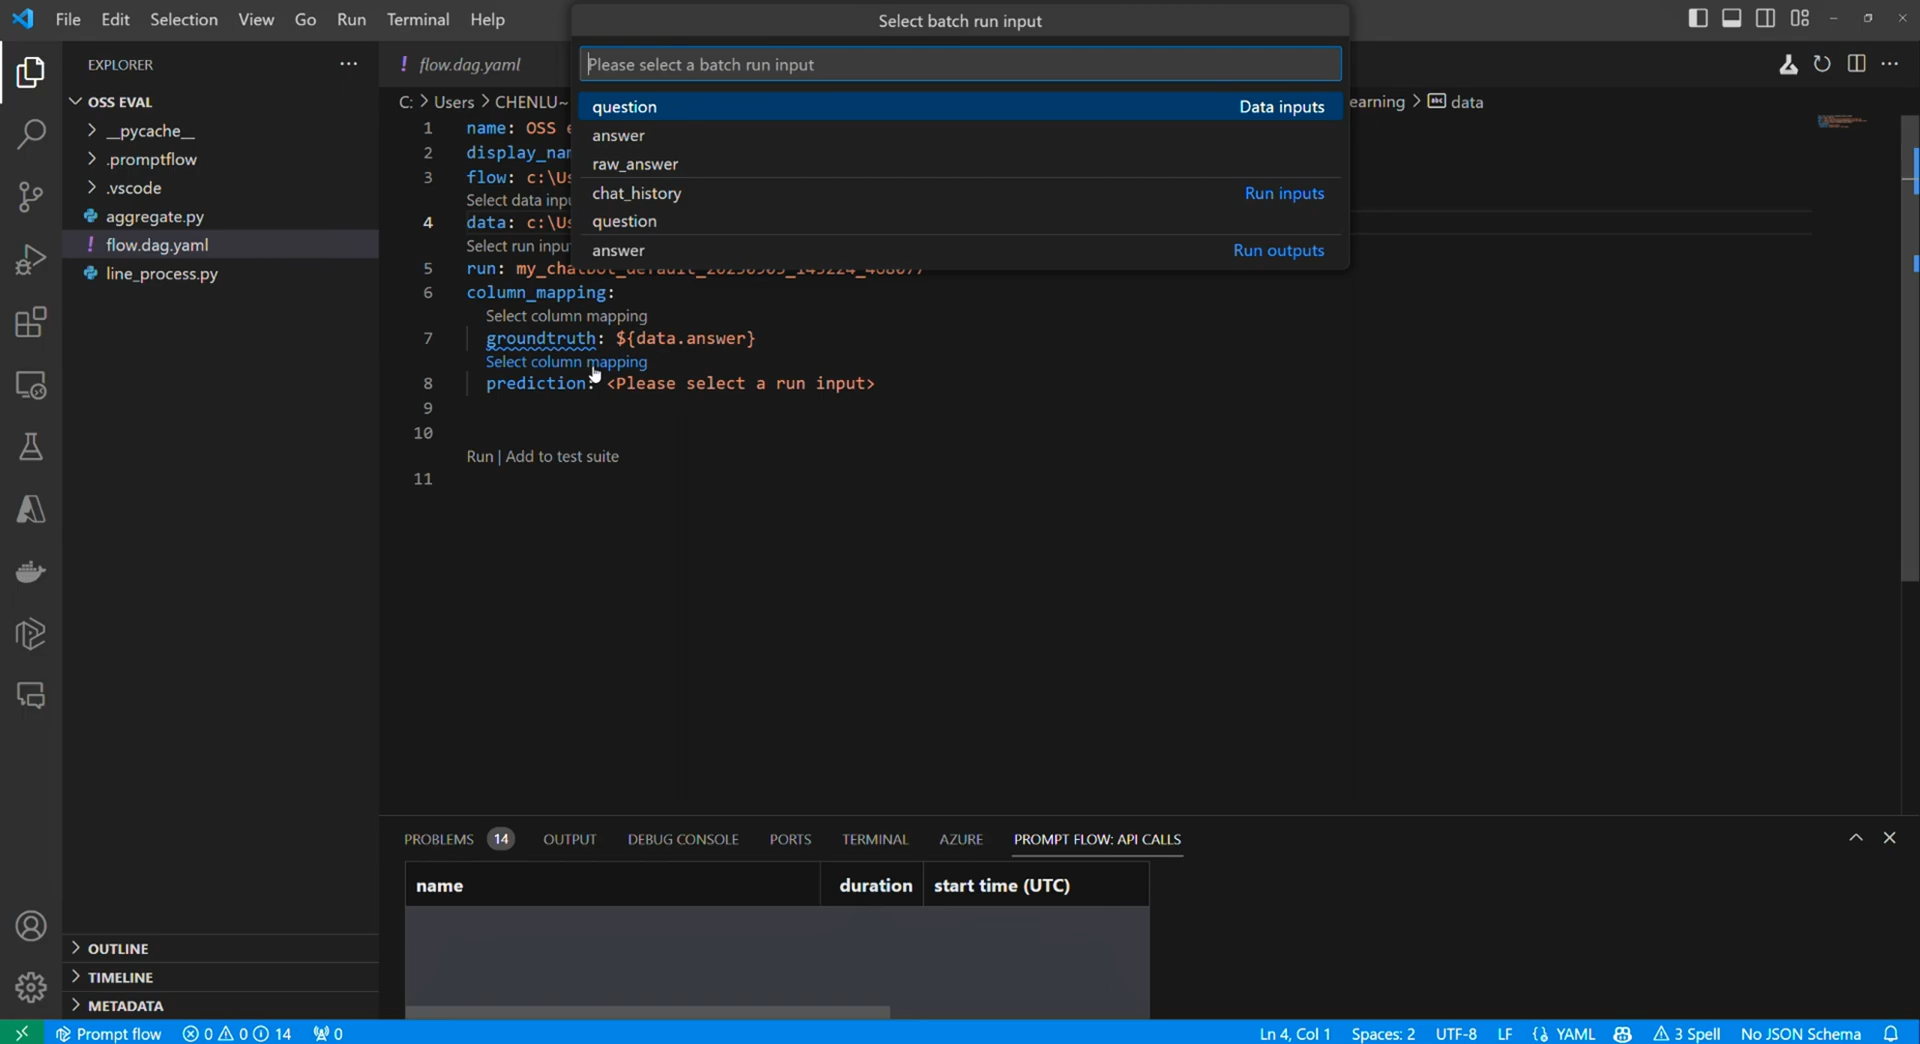 File Edit Selection View Go Run Terminal Help
Select batch run input
Please select a batch run input
question Data inputs
answer
raw_answer
chat_history Run inputs
question
answer Run outputs
EXPLORER
OSS EVAL
__pycache__
.promptflow
.vscode
aggregate.py
! flow.dag.yaml
line_process.py
OUTLINE
TIMELINE
METADATA
! flow.dag.yaml
C: > Users > CHENLU~ earning > data
1 name: OSS e
2 display_nam
3 flow: c:\Us
Select data inpu
4 data: c:\Us
Select run input
5 run:
6 column_mapping:
Select column mapping
7 groundtruth: ${data.answer}
Select column mapping
8 prediction: <Please select a run input>
9
10
Run | Add to test suite
11
PROBLEMS 14 OUTPUT DEBUG CONSOLE PORTS TERMINAL AZURE PROMPT FLOW: API CALLS
name duration start time (UTC)
Prompt flow 0 0 14 0 Ln 4, Col 1 Spaces: 2 UTF-8 LF YAML 3 Spell No JSON Schema